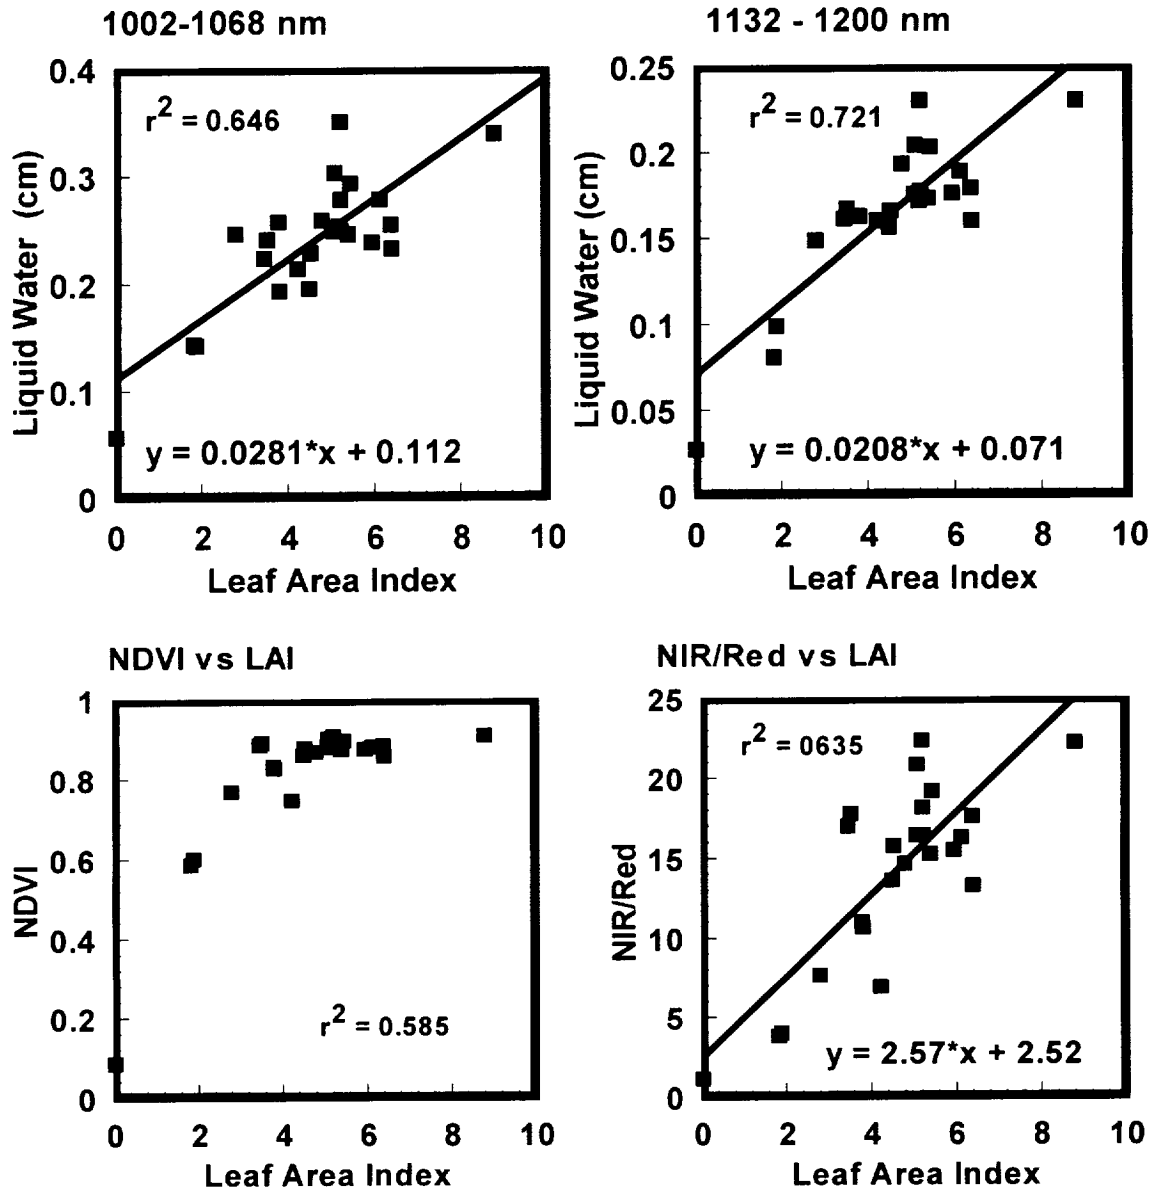 1002-1068 nm
0.4
0.3
0.2
0.1
0
Liquid Water (cm)
r2 = 0.646
y = 0.0281*x + 0.112
0 2 4 6 8 10
Leaf Area Index
1132 - 1200 nm
0.25
0.2
0.15
0.1
0.05
0
Liquid Water (cm)
r2 = 0.721
y = 0.0208*x + 0.071
0 2 4 6 8 10
Leaf Area Index
NDVI vs LAI
1
0.8
0.6
0.4
0.2
0
NDVI
r2 = 0.585
0 2 4 6 8 10
Leaf Area Index
NIR/Red vs LAI
25
20
15
10
5
0
NIR/Red
r2 = 0635
y = 2.57*x + 2.52
0 2 4 6 8 10
Leaf Area Index